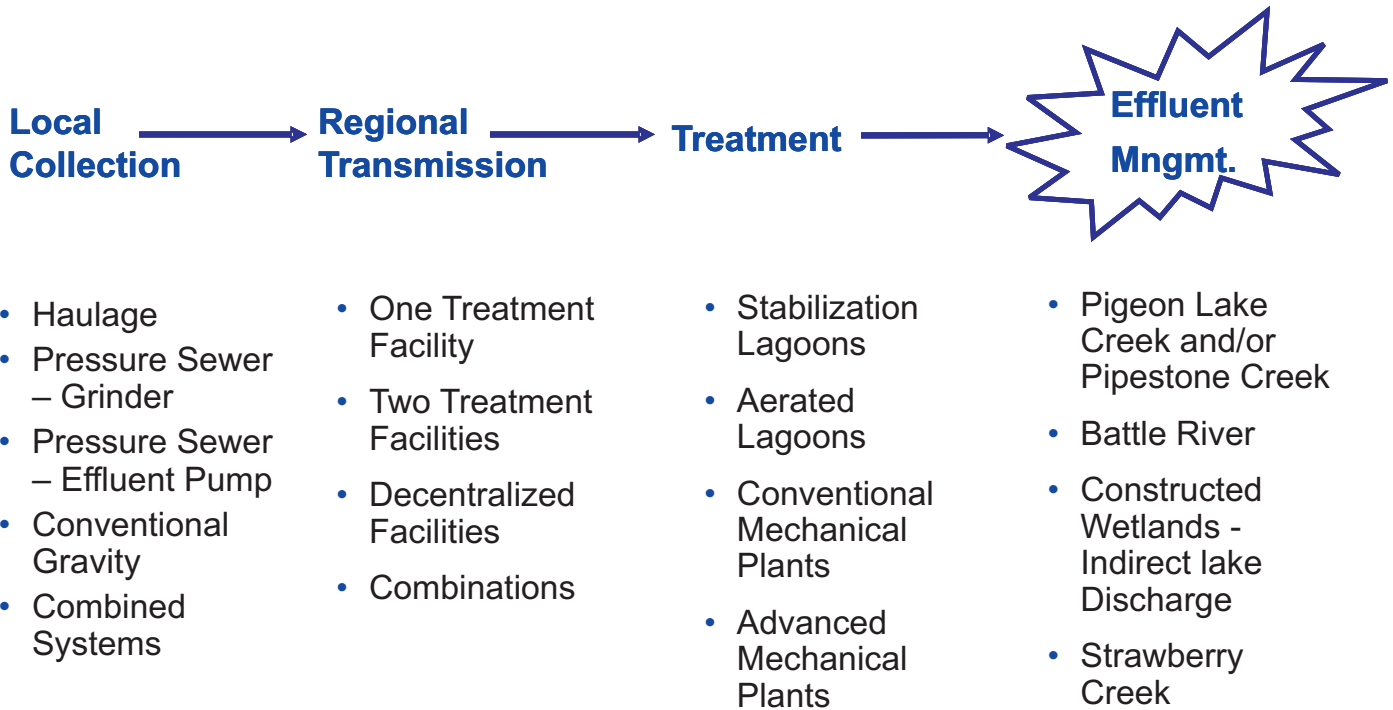 Local
Collection
Regional
Transmission
Treatment
Effluent
Mngmt.
• Haulage
• Pressure Sewer
– Grinder
• Pressure Sewer
– Effluent Pump
• Conventional
Gravity
• Combined
Systems
• One Treatment
Facility
• Two Treatment
Facilities
• Decentralized
Facilities
• Combinations
• Stabilization
Lagoons
• Aerated
Lagoons
• Conventional
Mechanical
Plants
• Advanced
Mechanical
Plants
• Pigeon Lake
Creek and/or
Pipestone Creek
• Battle River
• Constructed
Wetlands -
Indirect lake
Discharge
• Strawberry
Creek